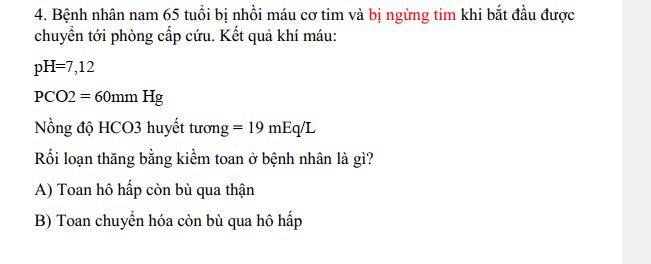 4. Bệnh nhân nam 65 tuổi bị nhồi máu cơ tim và bị ngừng tim khi bắt đầu được
chuyển tới phòng cấp cứu. Kết quả khí máu:
pH=7,12
PCO2 = 60mm Hg
Nồng độ HCO3 huyết tương = 19 mEq/L
Rối loạn thăng bằng kiềm toan ở bệnh nhân là gì?
A) Toan hô hấp còn bù qua thận
B) Toan chuyển hóa còn bù qua hô hấp